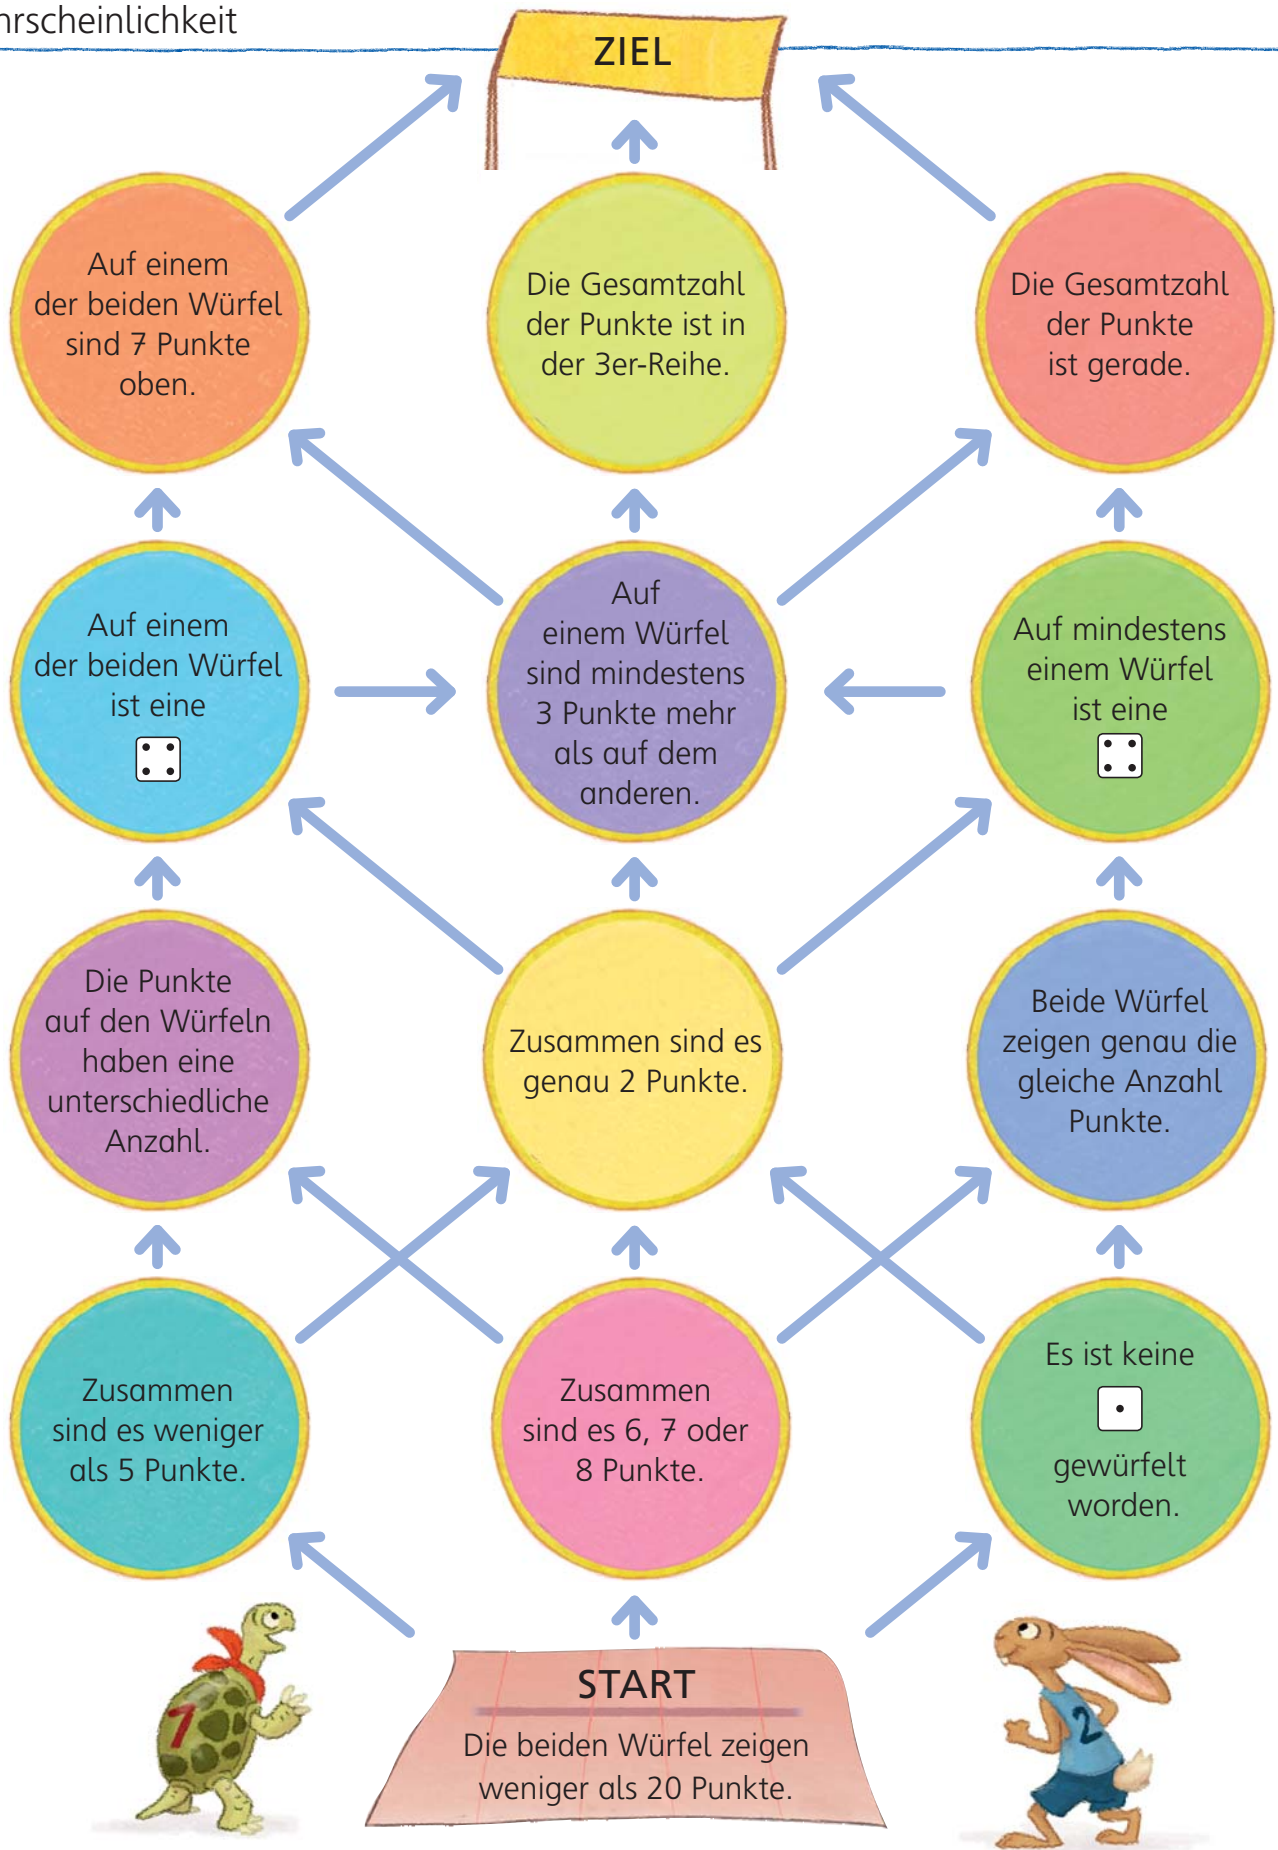 hrscheinlichkeit
ZIEL
Auf einem
der beiden Würfel
sind 7 Punkte
oben.
Die Gesamtzahl
der Punkte ist in
der 3er-Reihe.
Die Gesamtzahl
der Punkte
ist gerade.
Auf einem
der beiden Würfel
ist eine
Auf
einem Würfel
sind mindestens
3 Punkte mehr
als auf dem
anderen.
Auf mindestens
einem Würfel
ist eine
Die Punkte
auf den Würfeln
haben eine
unterschiedliche
Anzahl.
Zusammen sind es
genau 2 Punkte.
Beide Würfel
zeigen genau die
gleiche Anzahl
Punkte.
Zusammen
sind es weniger
als 5 Punkte.
Zusammen
sind es 6, 7 oder
8 Punkte.
Es ist keine
gewürfelt
worden.
1
START
Die beiden Würfel zeigen
weniger als 20 Punkte.
2